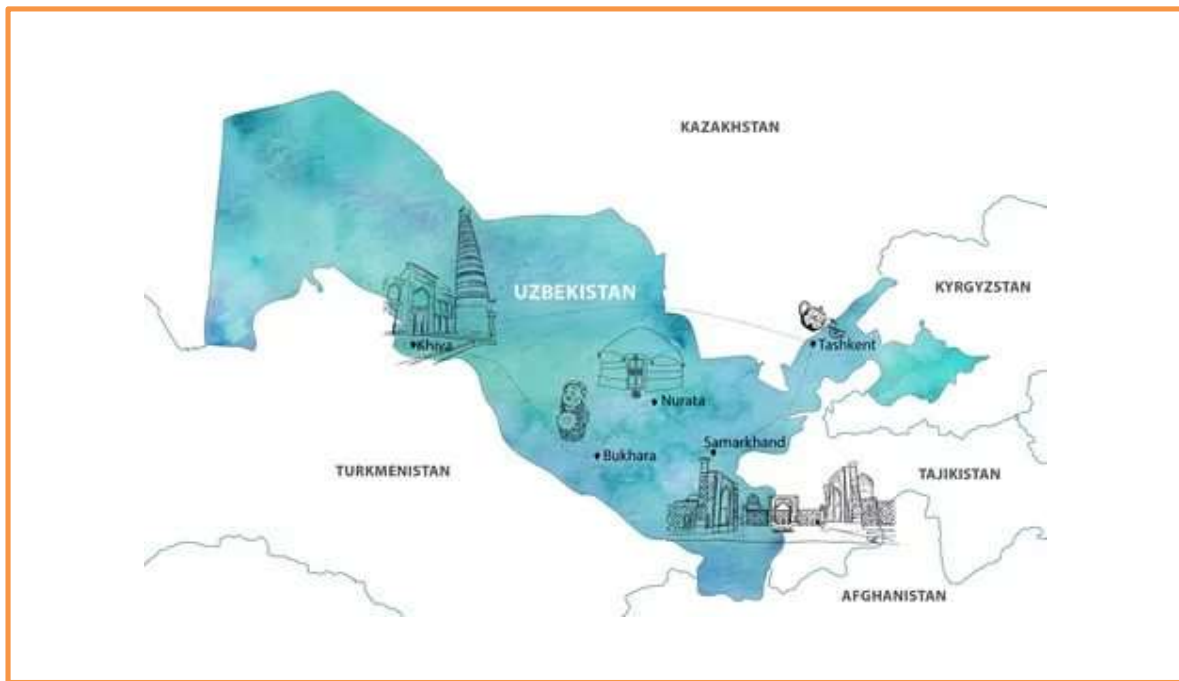 KAZAKHSTAN
KYRGYZSTAN
UZBEKISTAN
Tashkent
Khiva
Nurata
Samarkhand
Bukhara
TURKMENISTAN
TAJIKISTAN
AFGHANISTAN